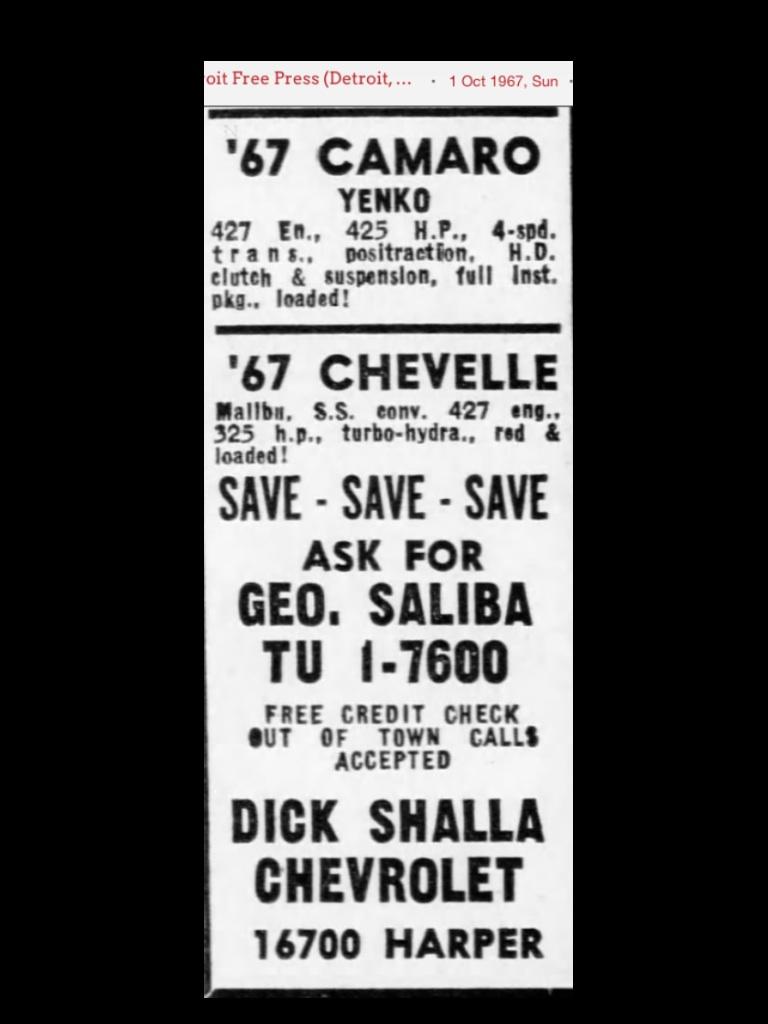 oit Free Press (Detroit, ... · 1 Oct 1967, Sun ·
'67 CAMARO
YENKO
427 En., 425 H.P., 4-spd.
trans., positraction, H.D.
clutch & suspension, full inst.
pkg., loaded!
'67 CHEVELLE
Malibu, S.S. conv. 427 eng.,
325 h.p., turbo-hydra., red &
loaded!
SAVE - SAVE - SAVE
ASK FOR
GEO. SALIBA
TU 1-7600
FREE CREDIT CHECK
OUT OF TOWN CALLS
ACCEPTED
DICK SHALLA
CHEVROLET
16700 HARPER